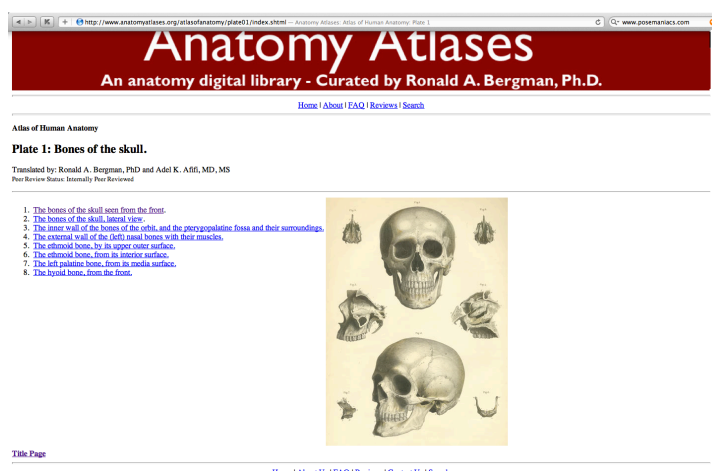 http://www.anatomyatlases.org/atlasofanatomy/plate01/index.shtml — Anatomy Atlases: Atlas of Human Anatomy: Plate 1
www.posemaniacs.com
Anatomy Atlases
An anatomy digital library - Curated by Ronald A. Bergman, Ph.D.
Home | About | FAQ | Reviews | Search
Atlas of Human Anatomy
Plate 1: Bones of the skull.
Translated by: Ronald A. Bergman, PhD and Adel K. Afifi, MD, MS
Peer Review Status: Internally Peer Reviewed
1. The bones of the skull seen from the front.
2. The bones of the skull, lateral view.
3. The inner wall of the bones of the orbit, and the pterygopalatine fossa and their surroundings.
4. The external wall of the (left) nasal bones with their muscles.
5. The ethmoid bone, by its upper outer surface.
6. The ethmoid bone, from its interior surface.
7. The left palatine bone, from its media surface.
8. The hyoid bone, from the front.
Title Page